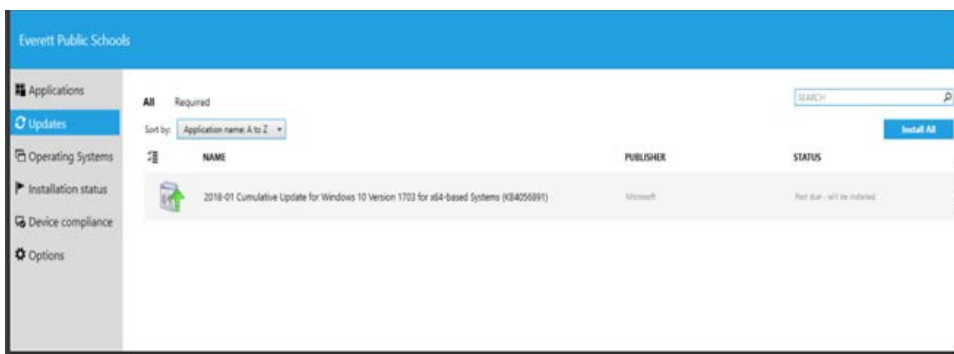 Everett Public Schools
Applications
Updates
Operating Systems
Installation status
Device compliance
Options
All Required
SEARCH
Sort by: Application name: A to Z
Install All
NAME PUBLISHER STATUS
2018-01 Cumulative Update for Windows 10 Version 1703 for x64-based Systems (KB4056891) Microsoft Past due - will be installed